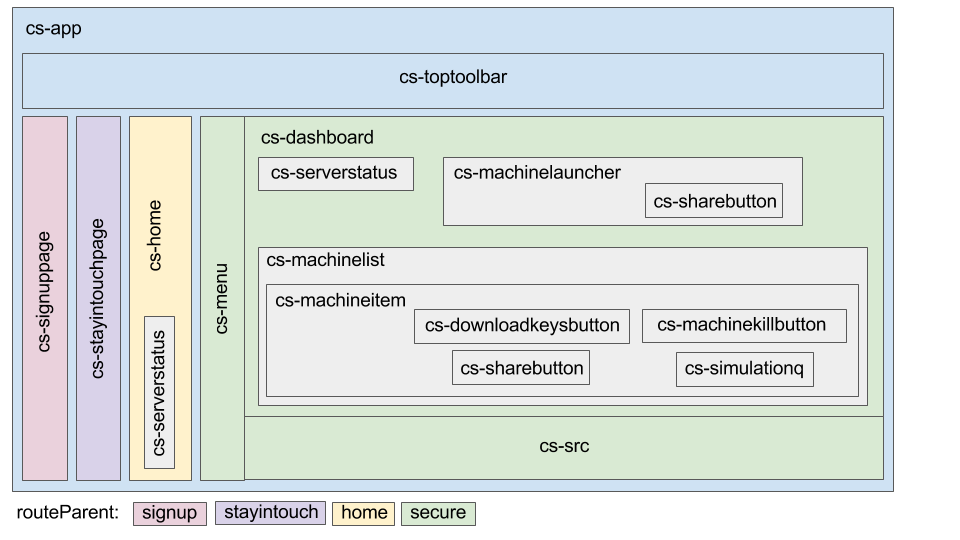 cs-app
cs-toptoolbar
cs-signuppage
cs-stayintouchpage
cs-home
cs-serverstatus
cs-menu
cs-dashboard
cs-serverstatus
cs-machinelauncher
cs-sharebutton
cs-machinelist
cs-machineitem
cs-downloadkeysbutton
cs-machinekillbutton
cs-sharebutton
cs-simulationq
cs-src
routeParent: signup stayintouch home secure